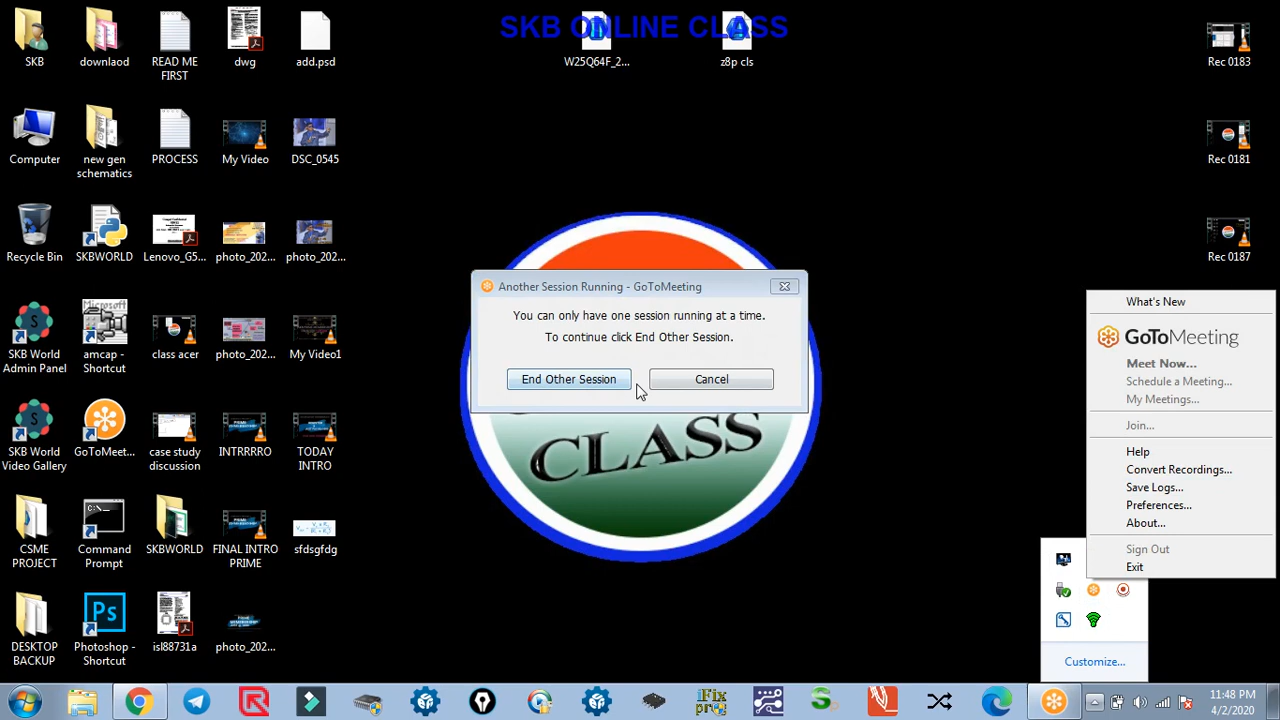 SKB ONLINE CLASS
SKB
downlaod
READ ME
FIRST
dwg
add.psd
W25Q64F_2...
z8p cls
Rec 0183
Computer
new gen
schematics
PROCESS
My Video
DSC_0545
Rec 0181
Recycle Bin
SKBWORLD
Lenovo_G5...
photo_202...
photo_202...
Rec 0187
SKB World
Admin Panel
Microsoft
amcap -
Shortcut
class acer
photo_202...
My Video1
SKB World
Video Gallery
GoToMeet...
case study
discussion
INTRRRRO
TODAY
INTRO
CSME
PROJECT
C:\_
Command
Prompt
SKBWORLD
FINAL INTRO
PRIME
sfdsgfdg
DESKTOP
BACKUP
Ps
Photoshop -
Shortcut
isl88731a
photo_202...
Another Session Running - GoToMeeting
You can only have one session running at a time.
To continue click End Other Session.
End Other Session
Cancel
CLASS
What's New
GoToMeeting
Meet Now...
Schedule a Meeting...
My Meetings...
Join...
Help
Convert Recordings...
Save Logs...
Preferences...
About...
Sign Out
Exit
Customize...
Fix
prog
11:48 PM
4/2/2020